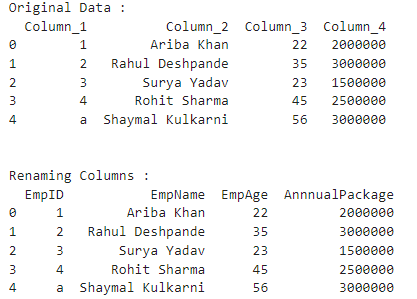 Original Data :
Column_1 Column_2 Column_3 Column_4
0 1 Ariba Khan 22 2000000
1 2 Rahul Deshpande 35 3000000
2 3 Surya Yadav 23 1500000
3 4 Rohit Sharma 45 2500000
4 a Shaymal Kulkarni 56 3000000
Renaming Columns :
EmpID EmpName EmpAge AnnnualPackage
0 1 Ariba Khan 22 2000000
1 2 Rahul Deshpande 35 3000000
2 3 Surya Yadav 23 1500000
3 4 Rohit Sharma 45 2500000
4 a Shaymal Kulkarni 56 3000000